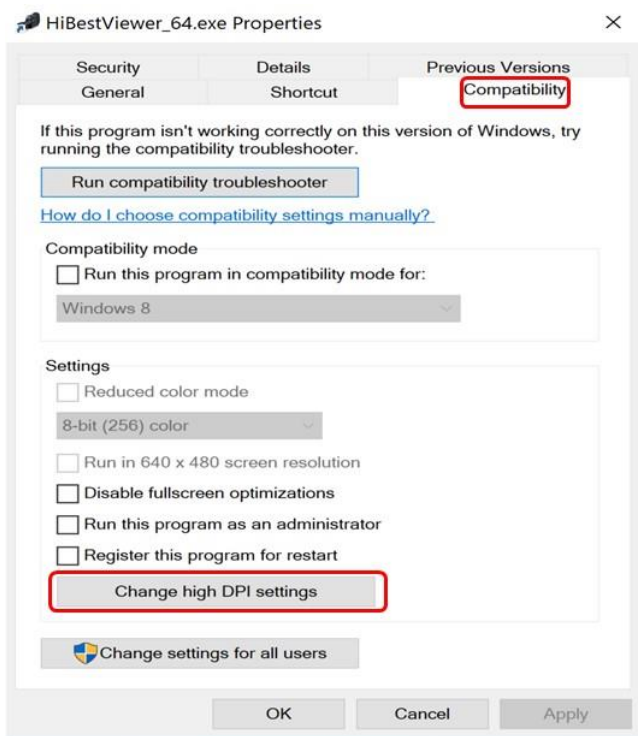 HiBestViewer_64.exe Properties
Security Details Previous Versions
General Shortcut Compatibility
If this program isn't working correctly on this version of Windows, try
running the compatibility troubleshooter.
Run compatibility troubleshooter
How do I choose compatibility settings manually?
Compatibility mode
Run this program in compatibility mode for:
Windows 8
Settings
Reduced color mode
8-bit (256) color
Run in 640 x 480 screen resolution
Disable fullscreen optimizations
Run this program as an administrator
Register this program for restart
Change high DPI settings
Change settings for all users
OK Cancel Apply